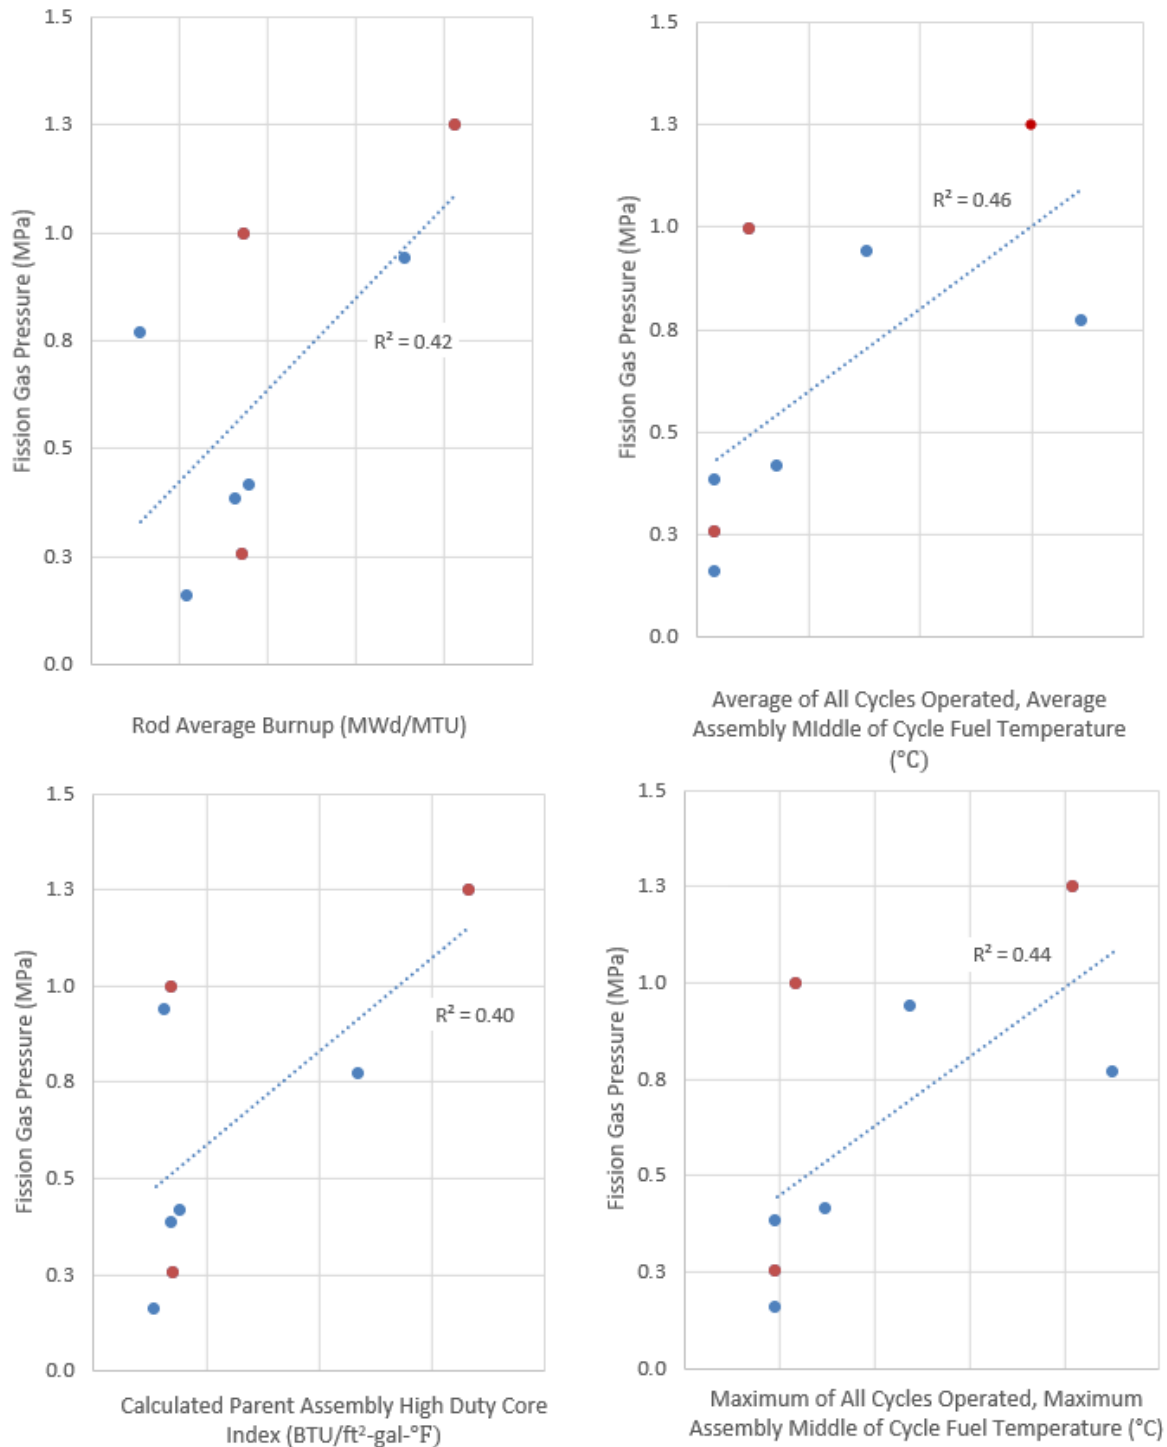 1.5
1.3
1.0
0.8
0.5
0.3
0.0
Fission Gas Pressure (MPa)
R² = 0.42
Rod Average Burnup (MWd/MTU)
1.5
1.3
1.0
0.8
0.5
0.3
0.0
Fission Gas Pressure (MPa)
R² = 0.46
Average of All Cycles Operated, Average
Assembly MIddle of Cycle Fuel Temperature
(°C)
1.5
1.3
1.0
0.8
0.5
0.3
0.0
Fission Gas Pressure (MPa)
R² = 0.40
Calculated Parent Assembly High Duty Core
Index (BTU/ft²-gal-°F)
1.5
1.3
1.0
0.8
0.5
0.3
0.0
Fission Gas Pressure (MPa)
R² = 0.44
Maximum of All Cycles Operated, Maximum
Assembly Middle of Cycle Fuel Temperature (°C)